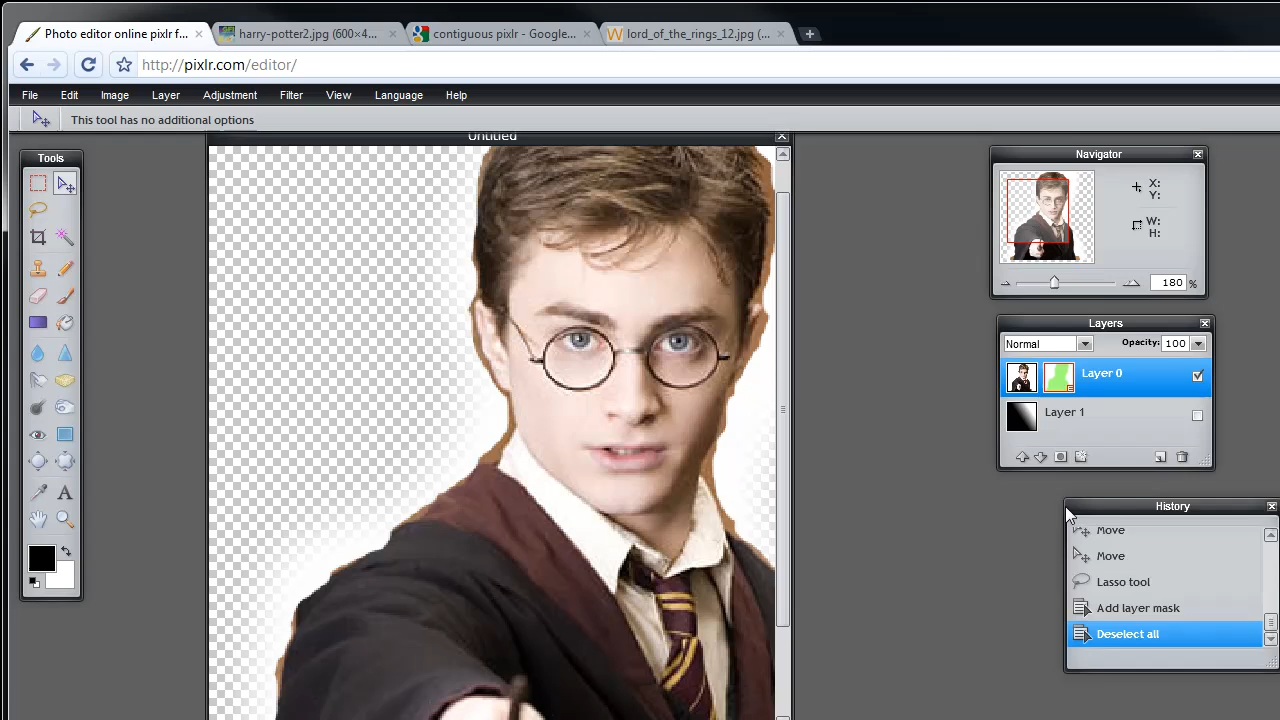 Photo editor online pixlr f...
harry-potter2.jpg (600×4...
contiguous pixlr - Google...
lord_of_the_rings_12.jpg (...
http://pixlr.com/editor/
File Edit Image Layer Adjustment Filter View Language Help
This tool has no additional options
Untitled
Tools
Navigator
X:
Y:
W:
H:
180 %
Layers
Normal Opacity: 100
Layer 0
Layer 1
History
Move
Move
Lasso tool
Add layer mask
Deselect all